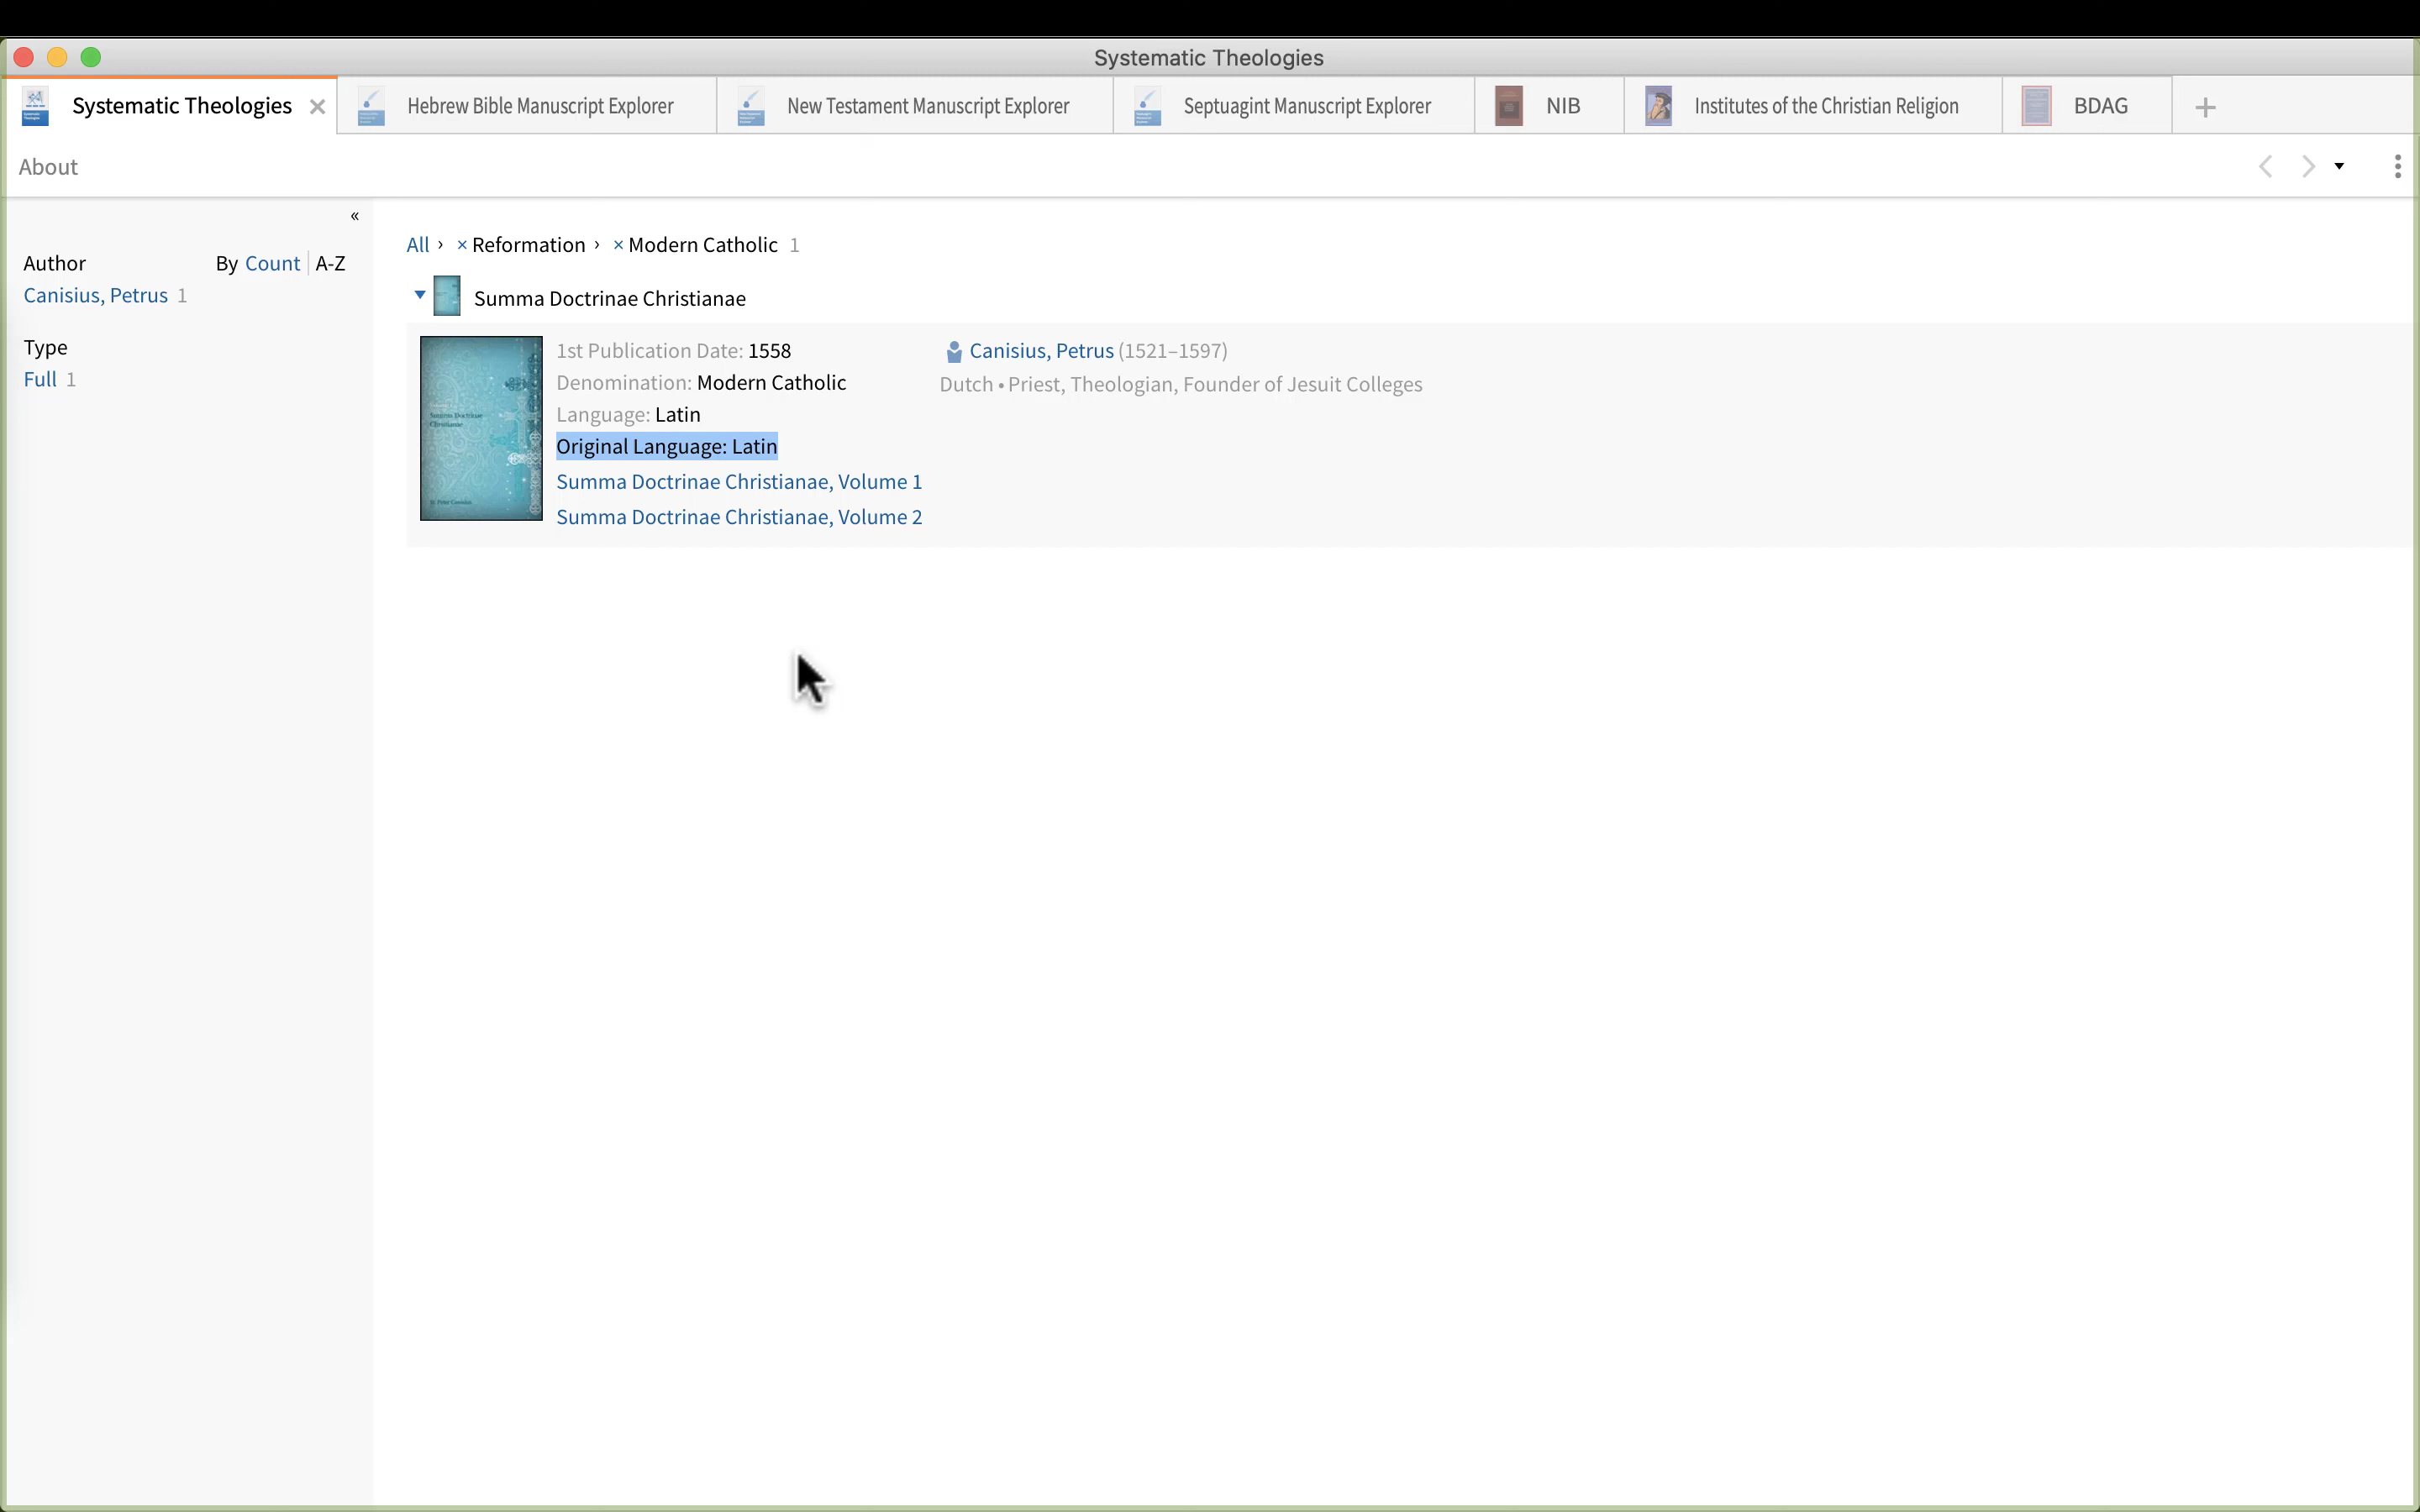 Systematic Theologies
Systematic Theologies
Hebrew Bible Manuscript Explorer
New Testament Manuscript Explorer
Septuagint Manuscript Explorer
NIB
Institutes of the Christian Religion
BDAG
About
«
Author By Count | A-Z
Canisius, Petrus 1
Type
Full 1
All › × Reformation › × Modern Catholic 1
Summa Doctrinae Christianae
Summa Doctrinae
Christianae
1st Publication Date: 1558
Denomination: Modern Catholic
Language: Latin
Original Language: Latin
Summa Doctrinae Christianae, Volume 1
Summa Doctrinae Christianae, Volume 2
Canisius, Petrus (1521–1597)
Dutch • Priest, Theologian, Founder of Jesuit Colleges